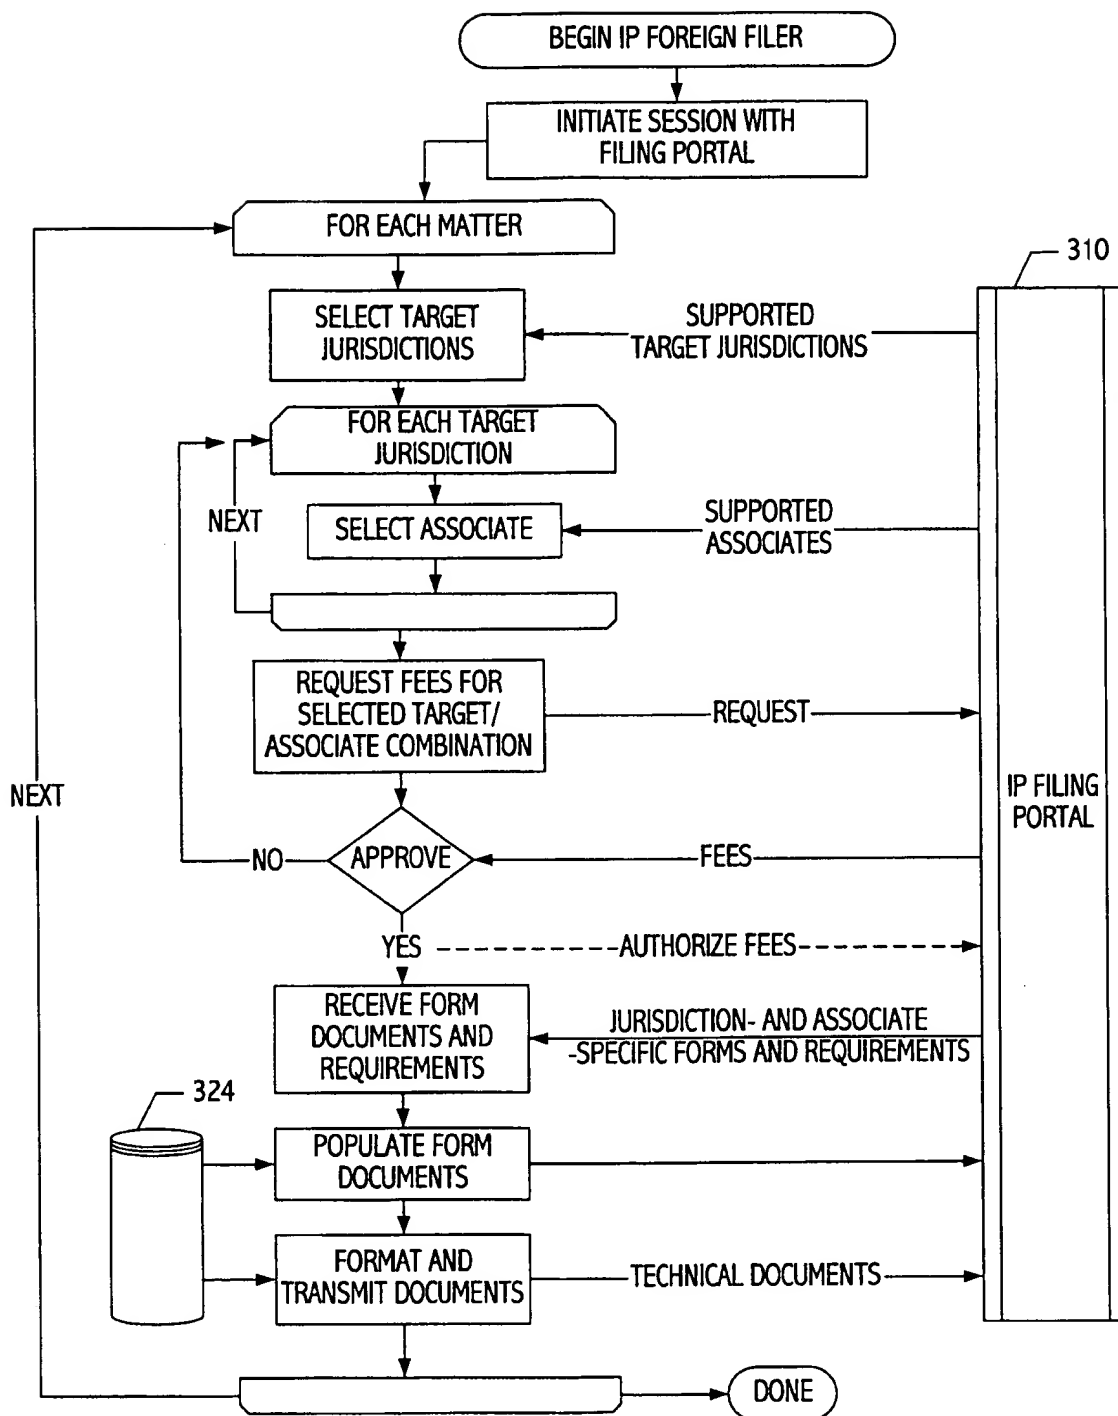 BEGIN IP FOREIGN FILER
INITIATE SESSION WITH
FILING PORTAL
FOR EACH MATTER
310
SELECT TARGET
JURISDICTIONS
SUPPORTED
TARGET JURISDICTIONS
FOR EACH TARGET
JURISDICTION
NEXT
SELECT ASSOCIATE
SUPPORTED
ASSOCIATES
REQUEST FEES FOR
SELECTED TARGET/
ASSOCIATE COMBINATION
REQUEST
NEXT
IP FILING
PORTAL
NO
APPROVE
FEES
YES
AUTHORIZE FEES
RECEIVE FORM
DOCUMENTS AND
REQUIREMENTS
JURISDICTION- AND ASSOCIATE
-SPECIFIC FORMS AND REQUIREMENTS
324
POPULATE FORM
DOCUMENTS
FORMAT AND
TRANSMIT DOCUMENTS
TECHNICAL DOCUMENTS
DONE